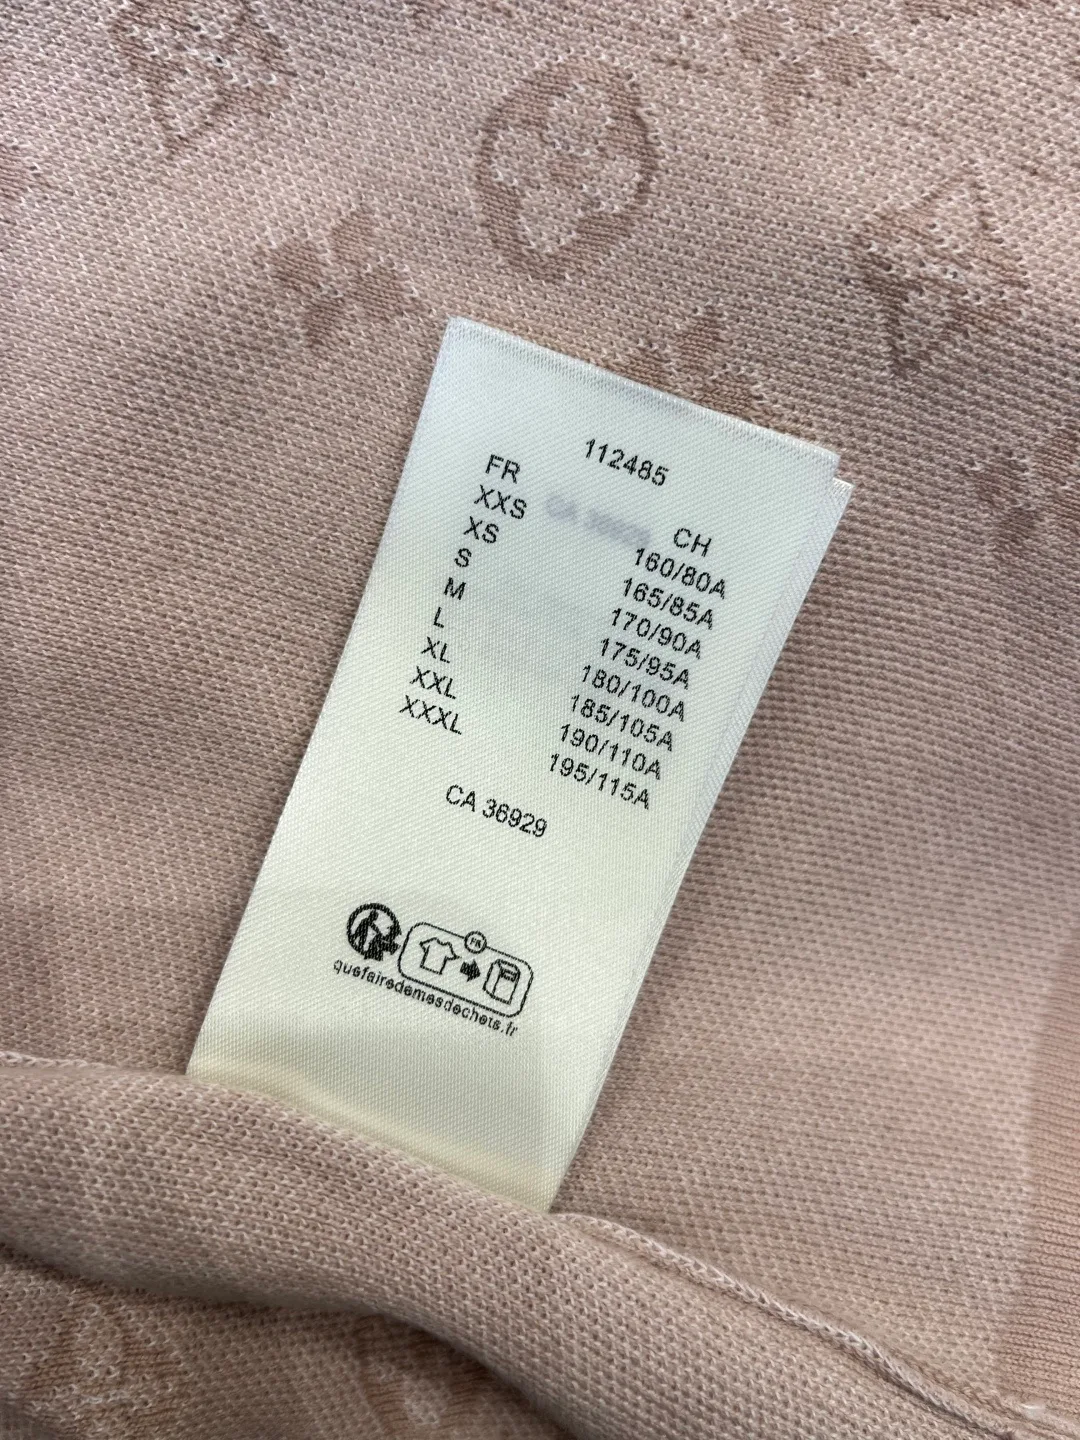 112485
FR CH
XXS 160/80A
XS 165/85A
S 170/90A
M 175/95A
L 180/100A
XL 185/105A
XXL 190/110A
XXXL 195/115A
CA 36929
FR
quefairedemesdechets.fr